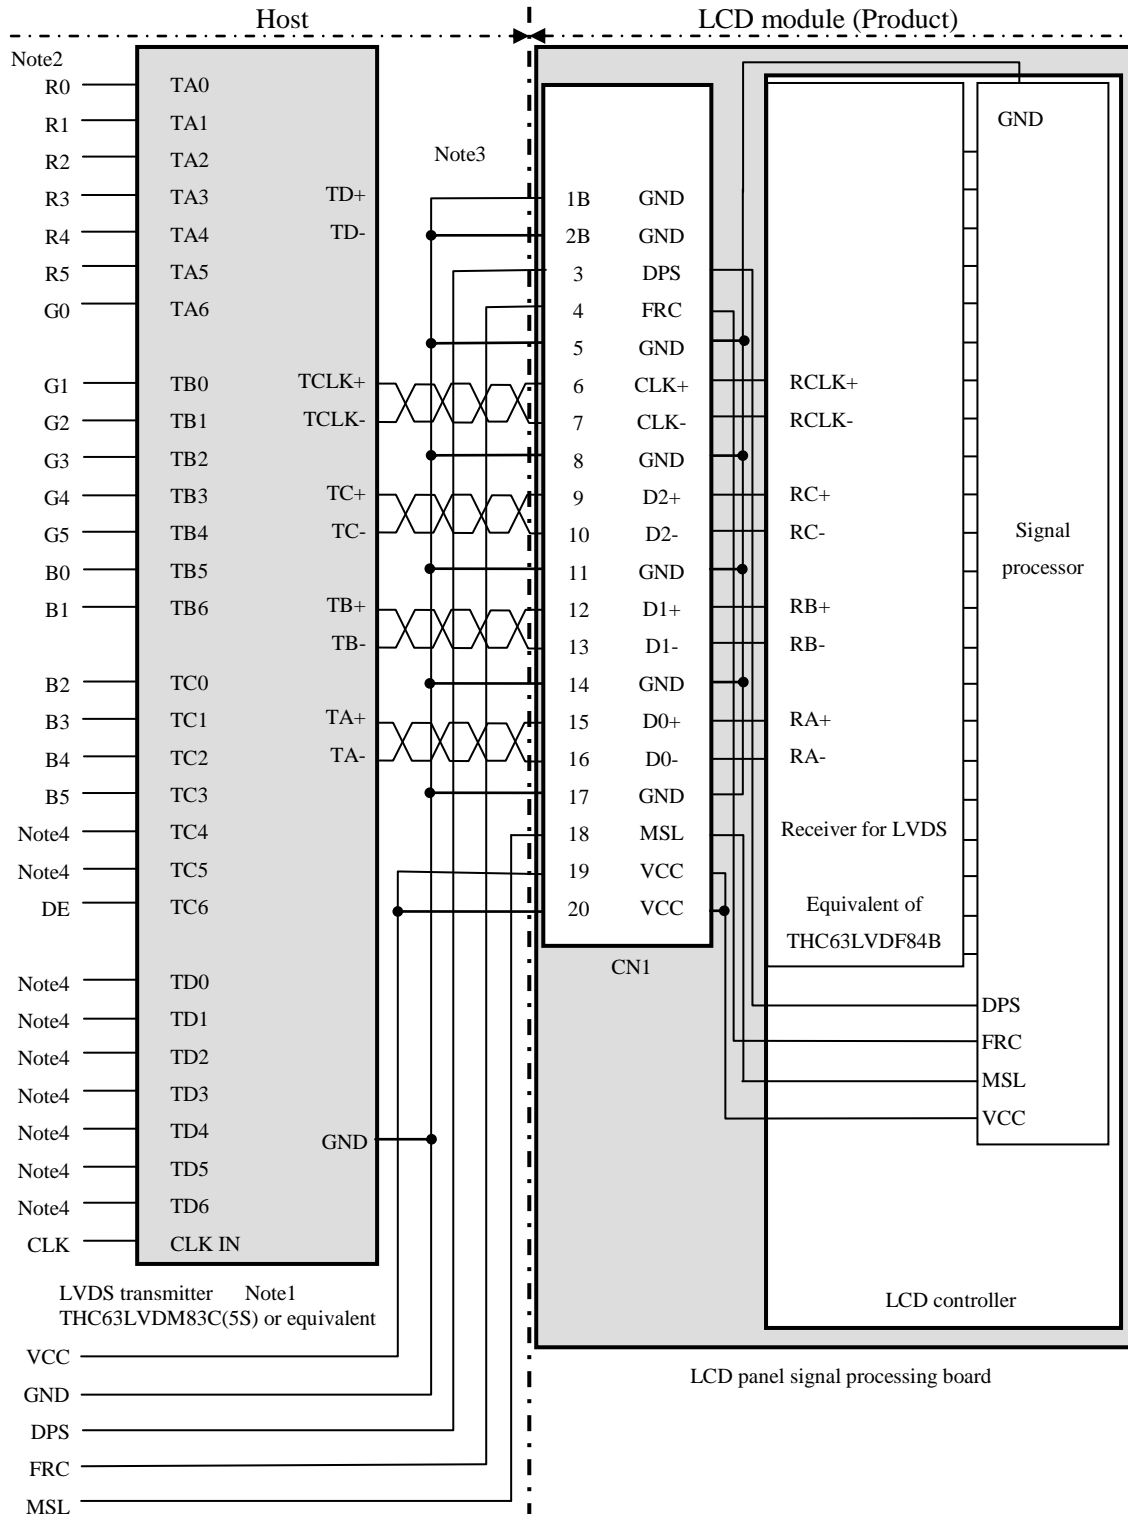 Host
LCD module (Product)
Note2
R0 TA0
R1 TA1
R2 TA2
R3 TA3 TD+
R4 TA4 TD-
R5 TA5
G0 TA6
G1 TB0 TCLK+
G2 TB1 TCLK-
G3 TB2
G4 TB3 TC+
G5 TB4 TC-
B0 TB5
B1 TB6 TB+
TB-
B2 TC0
B3 TC1 TA+
B4 TC2 TA-
B5 TC3
Note4 TC4
Note4 TC5
DE TC6
Note4 TD0
Note4 TD1
Note4 TD2
Note4 TD3
Note4 TD4 GND
Note4 TD5
Note4 TD6
CLK CLK IN
LVDS transmitter Note1
THC63LVDM83C(5S) or equivalent
VCC
GND
DPS
FRC
MSL
Note3
1B GND
2B GND
3 DPS
4 FRC
5 GND
6 CLK+
7 CLK-
8 GND
9 D2+
10 D2-
11 GND
12 D1+
13 D1-
14 GND
15 D0+
16 D0-
17 GND
18 MSL
19 VCC
20 VCC
CN1
RCLK+
RCLK-
RC+
RC-
RB+
RB-
RA+
RA-
Receiver for LVDS
Equivalent of
THC63LVDF84B
GND
Signal
processor
DPS
FRC
MSL
VCC
LCD controller
LCD panel signal processing board